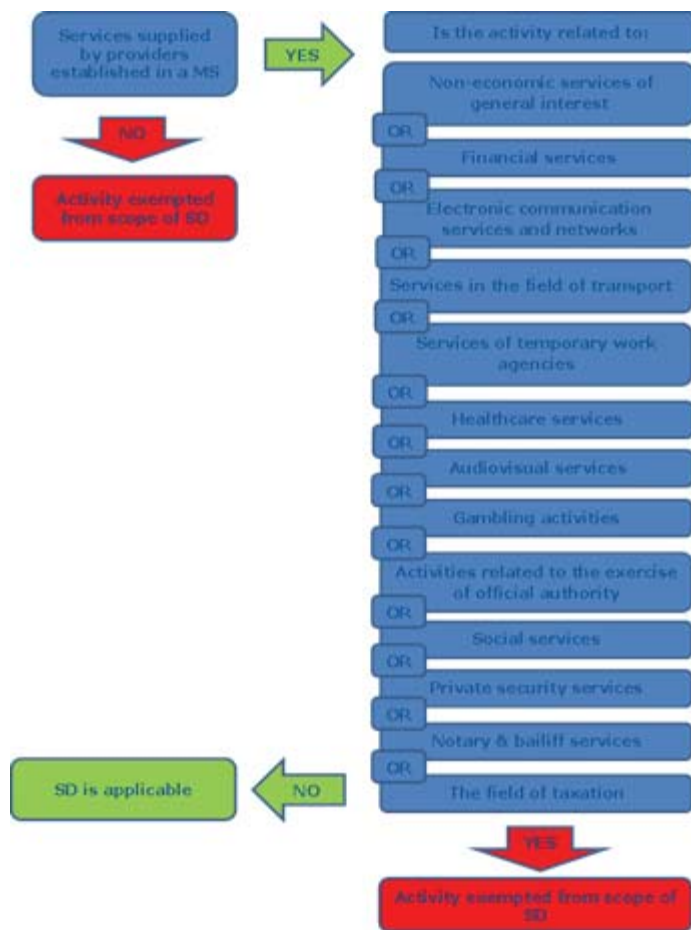 Services supplied
by providers
established in a MS
YES
NO
Activity exempted
from scope of SD
Is the activity related to:
Non-economic services of
general interest
OR
Financial services
OR
Electronic communication
services and networks
OR
Services in the field of transport
OR
Services of temporary work
agencies
OR
Healthcare services
OR
Audiovisual services
OR
Gambling activities
OR
Activities related to the exercise
of official authority
OR
Social services
OR
Private security services
OR
Notary & bailiff services
OR
The field of taxation
NO
SD is applicable
YES
Activity exempted from scope of
SD